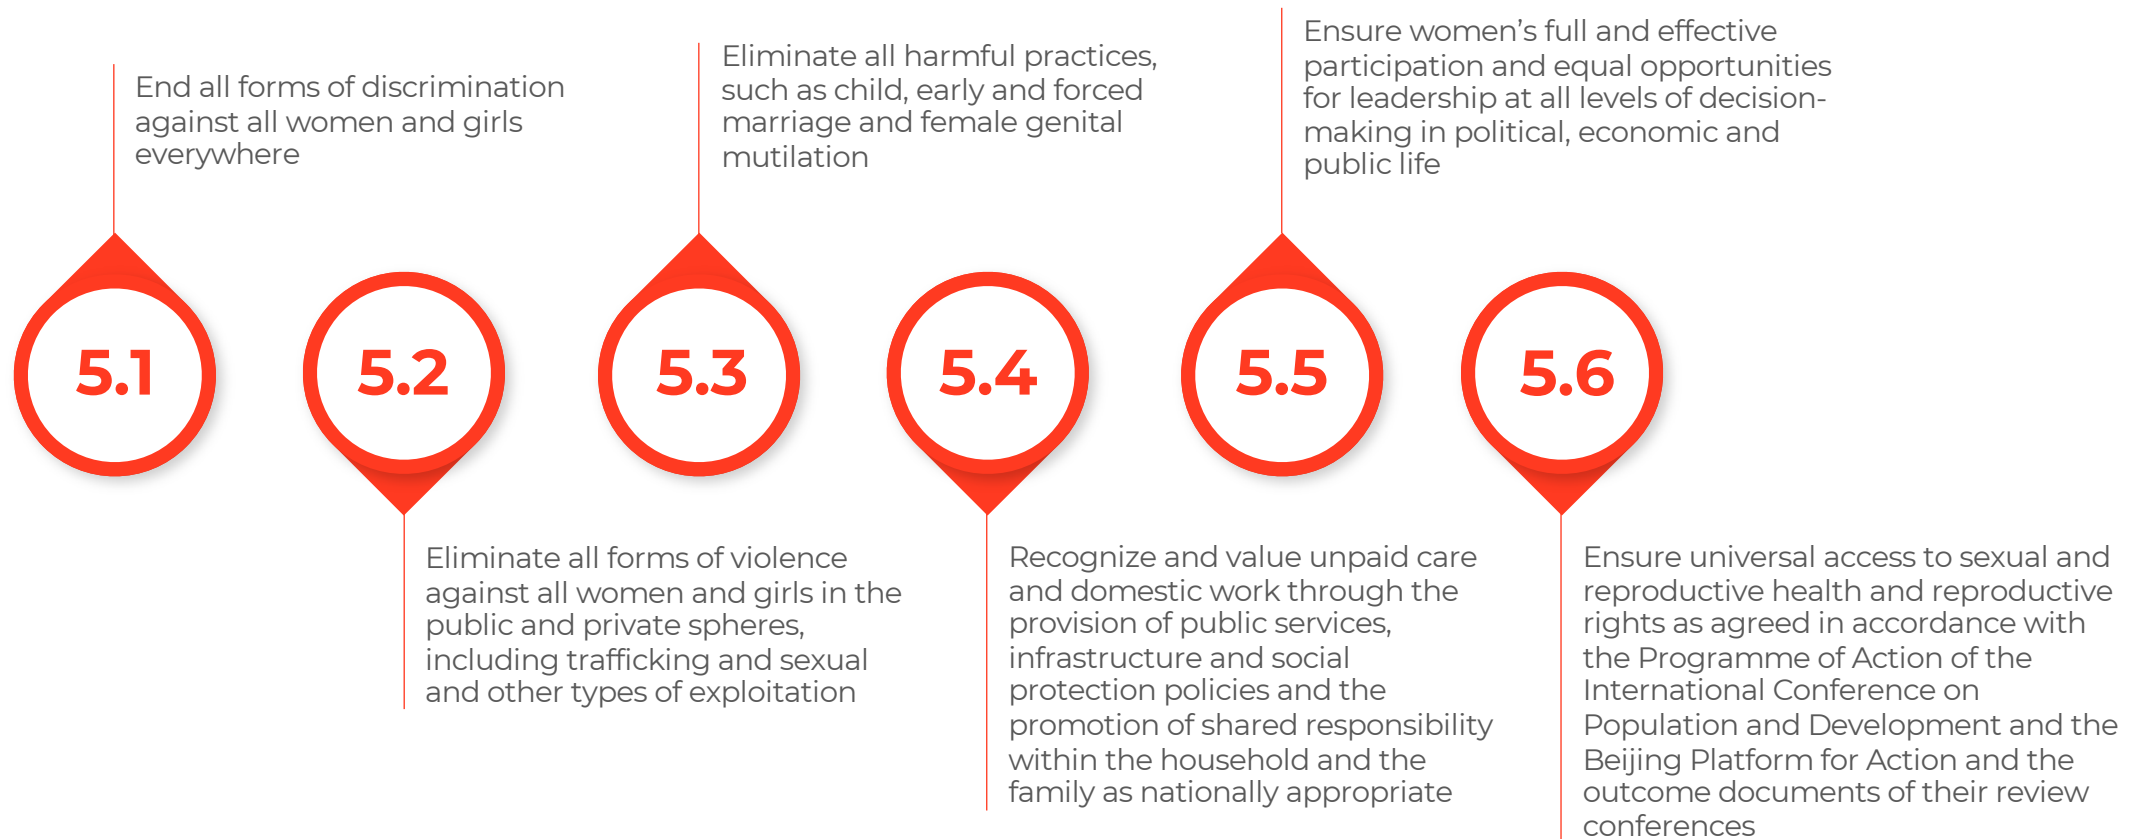 5.1
End all forms of discrimination
against all women and girls
everywhere
5.2
Eliminate all forms of violence
against all women and girls in the
public and private spheres,
including trafficking and sexual
and other types of exploitation
5.3
Eliminate all harmful practices,
such as child, early and forced
marriage and female genital
mutilation
5.4
Recognize and value unpaid care
and domestic work through the
provision of public services,
infrastructure and social
protection policies and the
promotion of shared responsibility
within the household and the
family as nationally appropriate
5.5
Ensure women’s full and effective
participation and equal opportunities
for leadership at all levels of decision-
making in political, economic and
public life
5.6
Ensure universal access to sexual and
reproductive health and reproductive
rights as agreed in accordance with
the Programme of Action of the
International Conference on
Population and Development and the
Beijing Platform for Action and the
outcome documents of their review
conferences